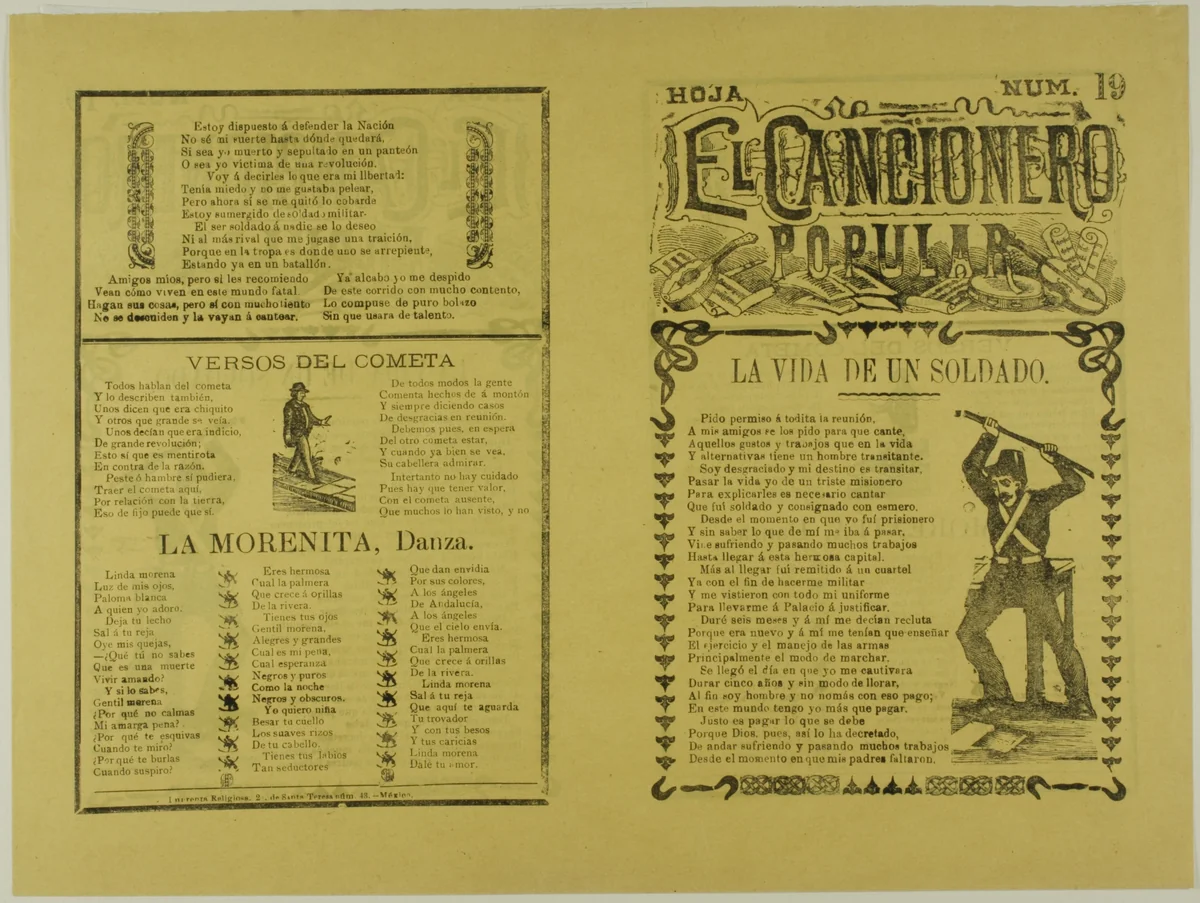 Estoy dispuesto á defender la Nación
No sé mi suerte hasta dónde quedará,
Si sea yo muerto y sepultado en un panteón
O sea yo víctima de una revolución.
Voy á decirles lo que era mi libertad:
Tenía miedo y no me gustaba pelear,
Pero ahora sí se me quitó lo cobarde
Estoy sumergido de soldado militar.
El ser soldado á nadie se lo deseo
Ni al más rival que me jugase una traición,
Porque en la tropa es donde uno se arrepiente,
Estando ya en un batallón.
Amigos mios, pero sí les recomiendo
Vean cómo viven en este mundo fatal
Hagan sus cosas, pero sí con mucho tiento
No se descuiden y la vayan á cantear.
Ya alcabo yo me despido
De este corrido con mucho contento,
Lo compuse de puro bolazo
Sin que usara de talento.
VERSOS DEL COMETA
Todos hablan del cometa
Y lo describen también,
Unos dicen que era chiquito
Y otros que grande se veía.
Unos decían que era indicio,
De grande revolución;
Esto sí que es mentirota
En contra de la razón.
Peste ó hambre sí pudiera,
Traer el cometa aquí,
Por relación con la tierra,
Eso de fijo puede que sí.
De todos modos la gente
Comenta hechos de á montón
Y siempre diciendo casos
De desgracias en reunión.
Debemos pues, en espera
Del otro cometa estar,
Y cuando ya bien se vea,
Su cabellera admirar.
Intertanto no hay cuidado
Pues hay que tener valor,
Con el cometa ausente,
Que muchos lo han visto, y no
LA MORENITA, Danza.
Linda morena
Luz de mis ojos,
Paloma blanca
A quien yo adoro.
Deja tu lecho
Sal á tu reja
Oye mis quejas,
—¿Qué tú no sabes
Que es una muerte
Vivir amando?
Y si lo sabes,
Gentil morena
¿Por qué no calmas
Mi amarga pena?
¿Por qué te esquivas
Cuando te miro?
¿Por qué te burlas
Cuando suspiro?
Eres hermosa
Cual la palmera
Que crece á orillas
De la rivera.
Tienes tus ojos
Gentil morena,
Alegres y grandes
Cual es mi pena,
Cual esperanza
Negros y puros
Como la noche
Negros y obscuros.
Yo quiero niña
Besar tu cuello
Los suaves rizos
De tu cabello.
Tienes tus labios
Tan seductores
Que dan envidia
Por sus colores,
A los ángeles
De Andalucía,
A los ángeles
Que el cielo envía.
Eres hermosa
Cual la palmera
Que crece á orillas
De la rivera.
Linda morena
Sal á tu reja
Que aquí te aguarda
Tu trovador
Y con tus besos
Y tus caricias
Linda morena
Dale tu amor.
Imprenta Religiosa, 2ª. de Santa Teresa núm. 43.—México.
HOJA NUM. 19
EL CANCIONERO
POPULAR
LA VIDA DE UN SOLDADO.
Pido permiso á todita la reunión,
A mis amigos se los pido para que cante,
Aquellos gustos y trabajos que en la vida
Y alternativas tiene un hombre transitante.
Soy desgraciado y mi destino es transitar,
Pasar la vida yo de un triste misionero
Para explicarles es necesario cantar
Que fuí soldado y consignado con esmero.
Desde el momento en que yo fuí prisionero
Y sin saber lo que de mí me iba á pasar,
Vine sufriendo y pasando muchos trabajos
Hasta llegar á esta hermosa capital.
Más al llegar fuí remitido á un cuartel
Ya con el fin de hacerme militar
Y me vistieron con todo mi uniforme
Para llevarme á Palacio á justificar.
Duré seis meses y á mí me decían recluta
Porque era nuevo y á mí me tenían que enseñar
El ejercicio y el manejo de las armas
Principalmente el modo de marchar.
Se llegó el día en que yo me cautivara
Durar cinco años y sin modo de llorar,
Al fin soy hombre y no nomás con eso pago;
En este mundo tengo yo más que pagar.
Justo es pagar lo que se debe
Porque Dios, pues, así lo ha decretado,
De andar sufriendo y pasando muchos trabajos
Desde el momento en que mis padres faltaron.